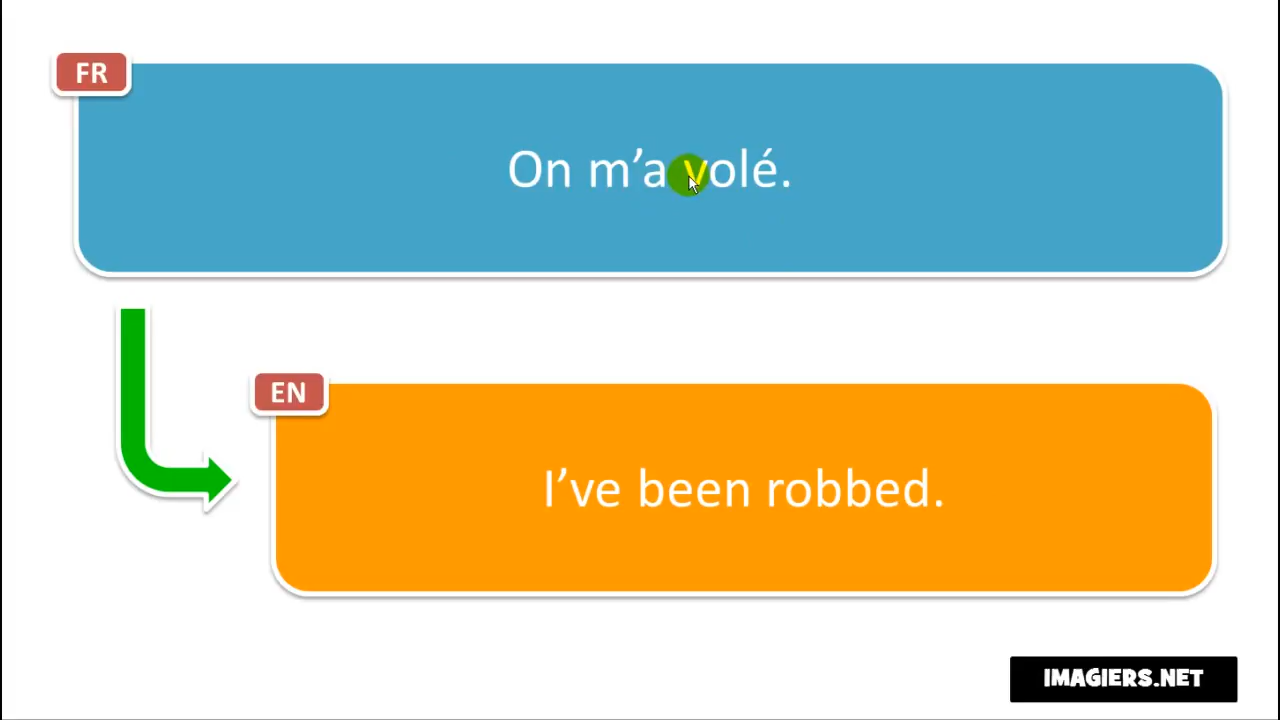 FR
On m’a volé.
EN
I’ve been robbed.
IMAGIERS.NET